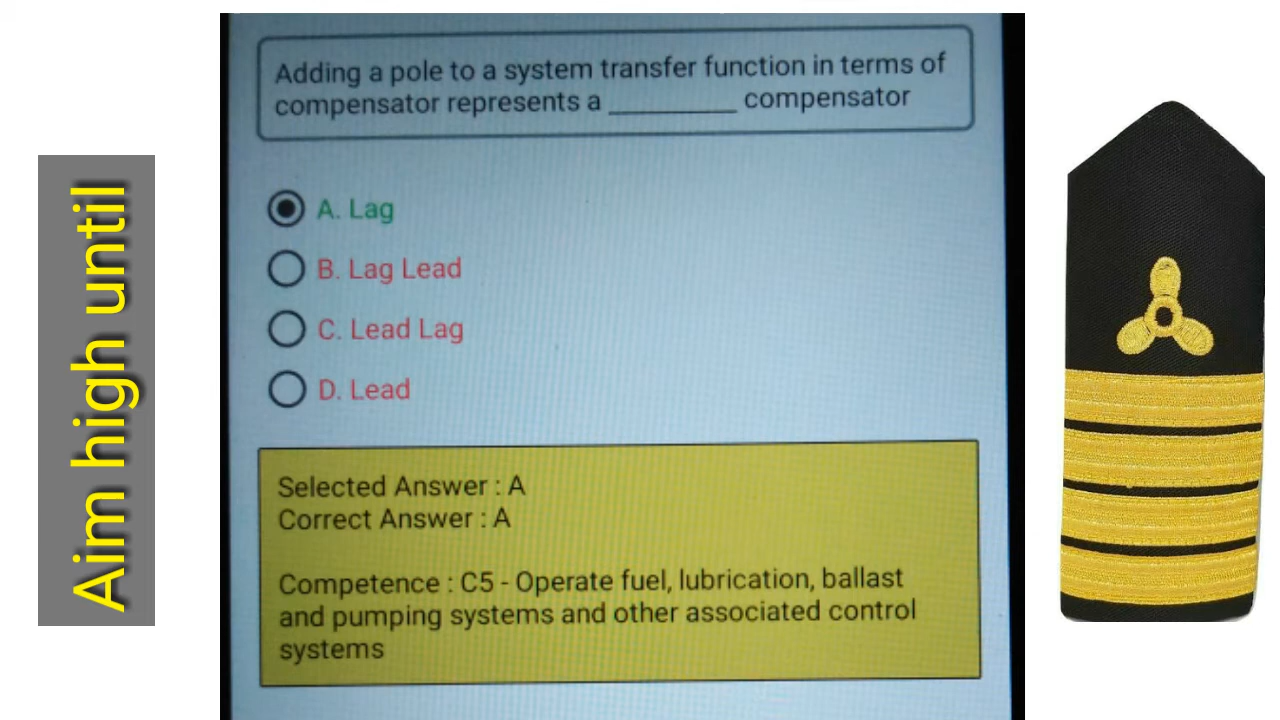 Aim high until
Adding a pole to a system transfer function in terms of
compensator represents a _________ compensator
A. Lag
B. Lag Lead
C. Lead Lag
D. Lead
Selected Answer : A
Correct Answer : A
Competence : C5 - Operate fuel, lubrication, ballast
and pumping systems and other associated control
systems